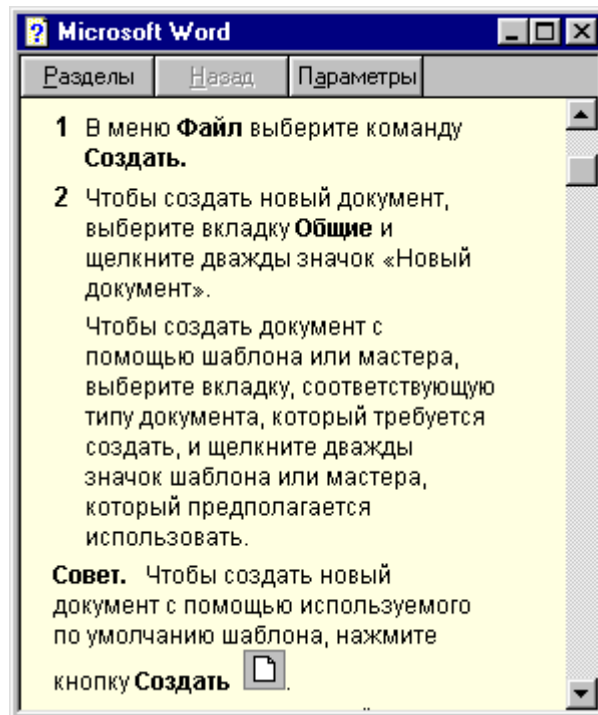 Microsoft Word
Разделы Назад Параметры
1 В меню Файл выберите команду
Создать.
2 Чтобы создать новый документ,
выберите вкладку Общие и
щелкните дважды значок «Новый
документ».
Чтобы создать документ с
помощью шаблона или мастера,
выберите вкладку, соответствующую
типу документа, который требуется
создать, и щелкните дважды
значок шаблона или мастера,
который предполагается
использовать.
Совет. Чтобы создать новый
документ с помощью используемого
по умолчанию шаблона, нажмите
кнопку Создать .